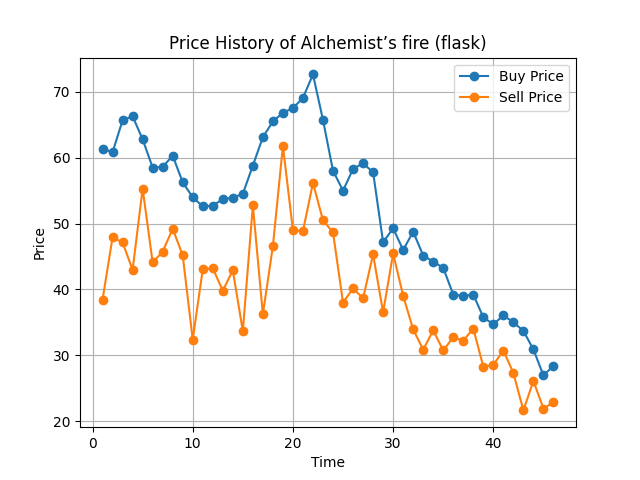 Price History of Alchemist’s fire (flask)
Buy Price
Sell Price
70
60
50
40
30
20
Price
0
10
20
30
40
Time